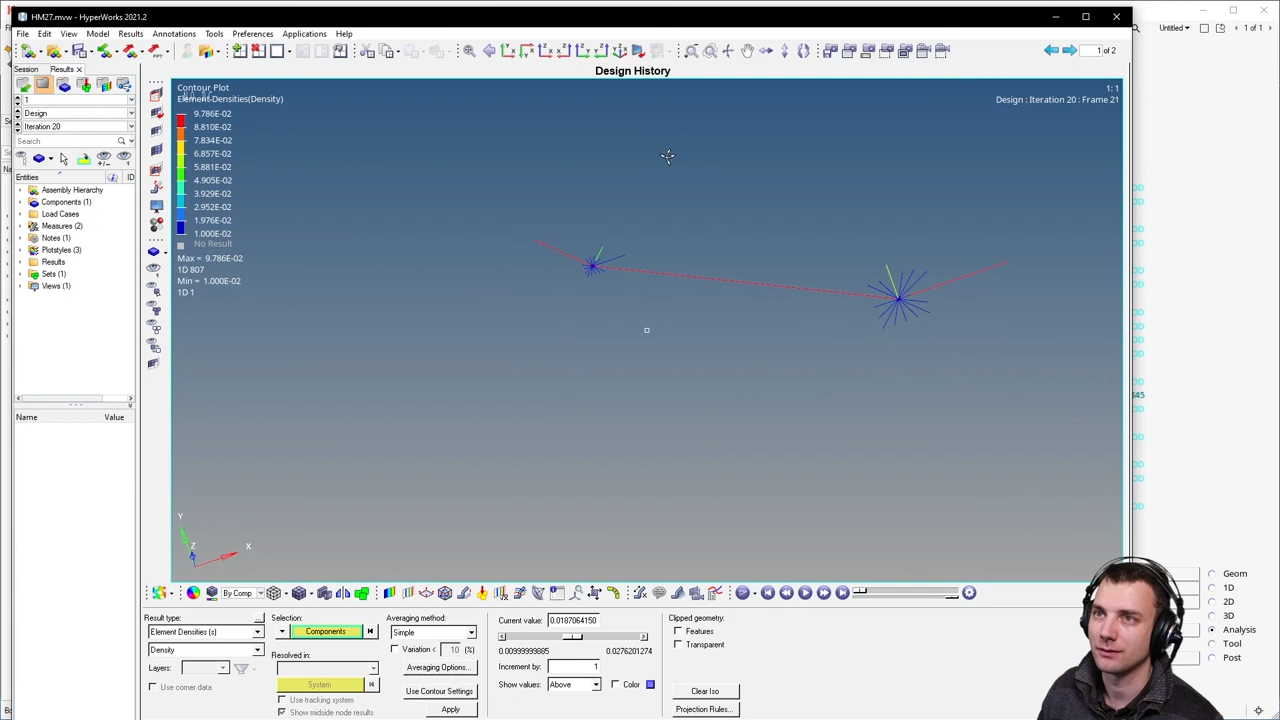 HM27.mvw - HyperWorks 2021.2
File Edit View Model Results Annotations Tools Preferences Applications Help
Untitled
1 of 1
1 of 2
Session Results
Design History
1
Design
Iteration 20
Search
Entities ID
Assembly Hierarchy
Components (1)
Load Cases
Measures (2)
Notes (1)
Plotstyles (3)
Results
Sets (1)
Views (1)
Name Value
Contour Plot
Element Densities(Density)
9.786E-02
8.810E-02
7.834E-02
6.857E-02
5.881E-02
4.905E-02
3.929E-02
2.952E-02
1.976E-02
1.000E-02
No Result
Max = 9.786E-02
1D 807
Min = 1.000E-02
1D 1
1: 1
Design : Iteration 20 : Frame 21
Y
Z X
By Comp
Result type:
Element Densities (s)
Density
Layers:
Use corner data
Selection:
Components
Resolved in:
System
Use tracking system
Show midside node results
Averaging method:
Simple
Variation < 10 (%)
Averaging Options...
Use Contour Settings
Apply
Current value: 0.0187064150
0.00999999885 0.0276201274
Increment by: 1
Show values: Above Color
Clipped geometry:
Features
Transparent
Clear Iso
Projection Rules...
Geom
1D
2D
3D
Analysis
Tool
Post